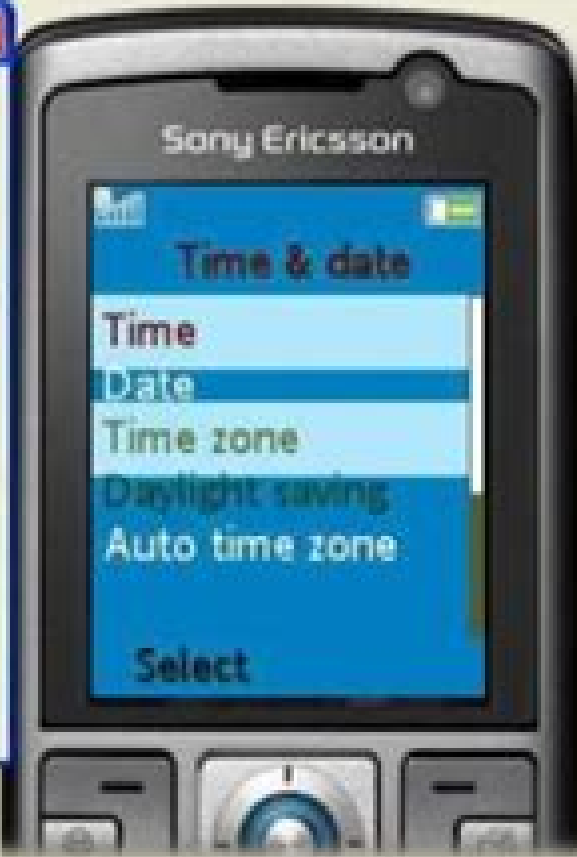 Sony Ericsson
Time & date
Time
Date
Time zone
Daylight saving
Auto time zone
Select